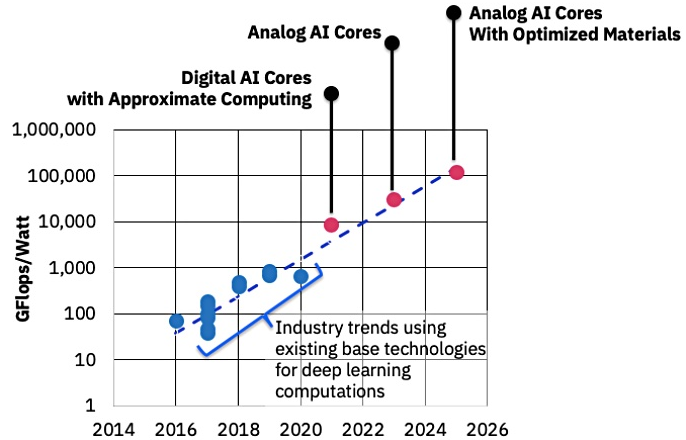 Analog AI Cores
With Optimized Materials
Analog AI Cores
Digital AI Cores
with Approximate Computing
1,000,000
100,000
10,000
1,000
100
10
1
GFlops/Watt
Industry trends using
existing base technologies
for deep learning
computations
2014 2016 2018 2020 2022 2024 2026